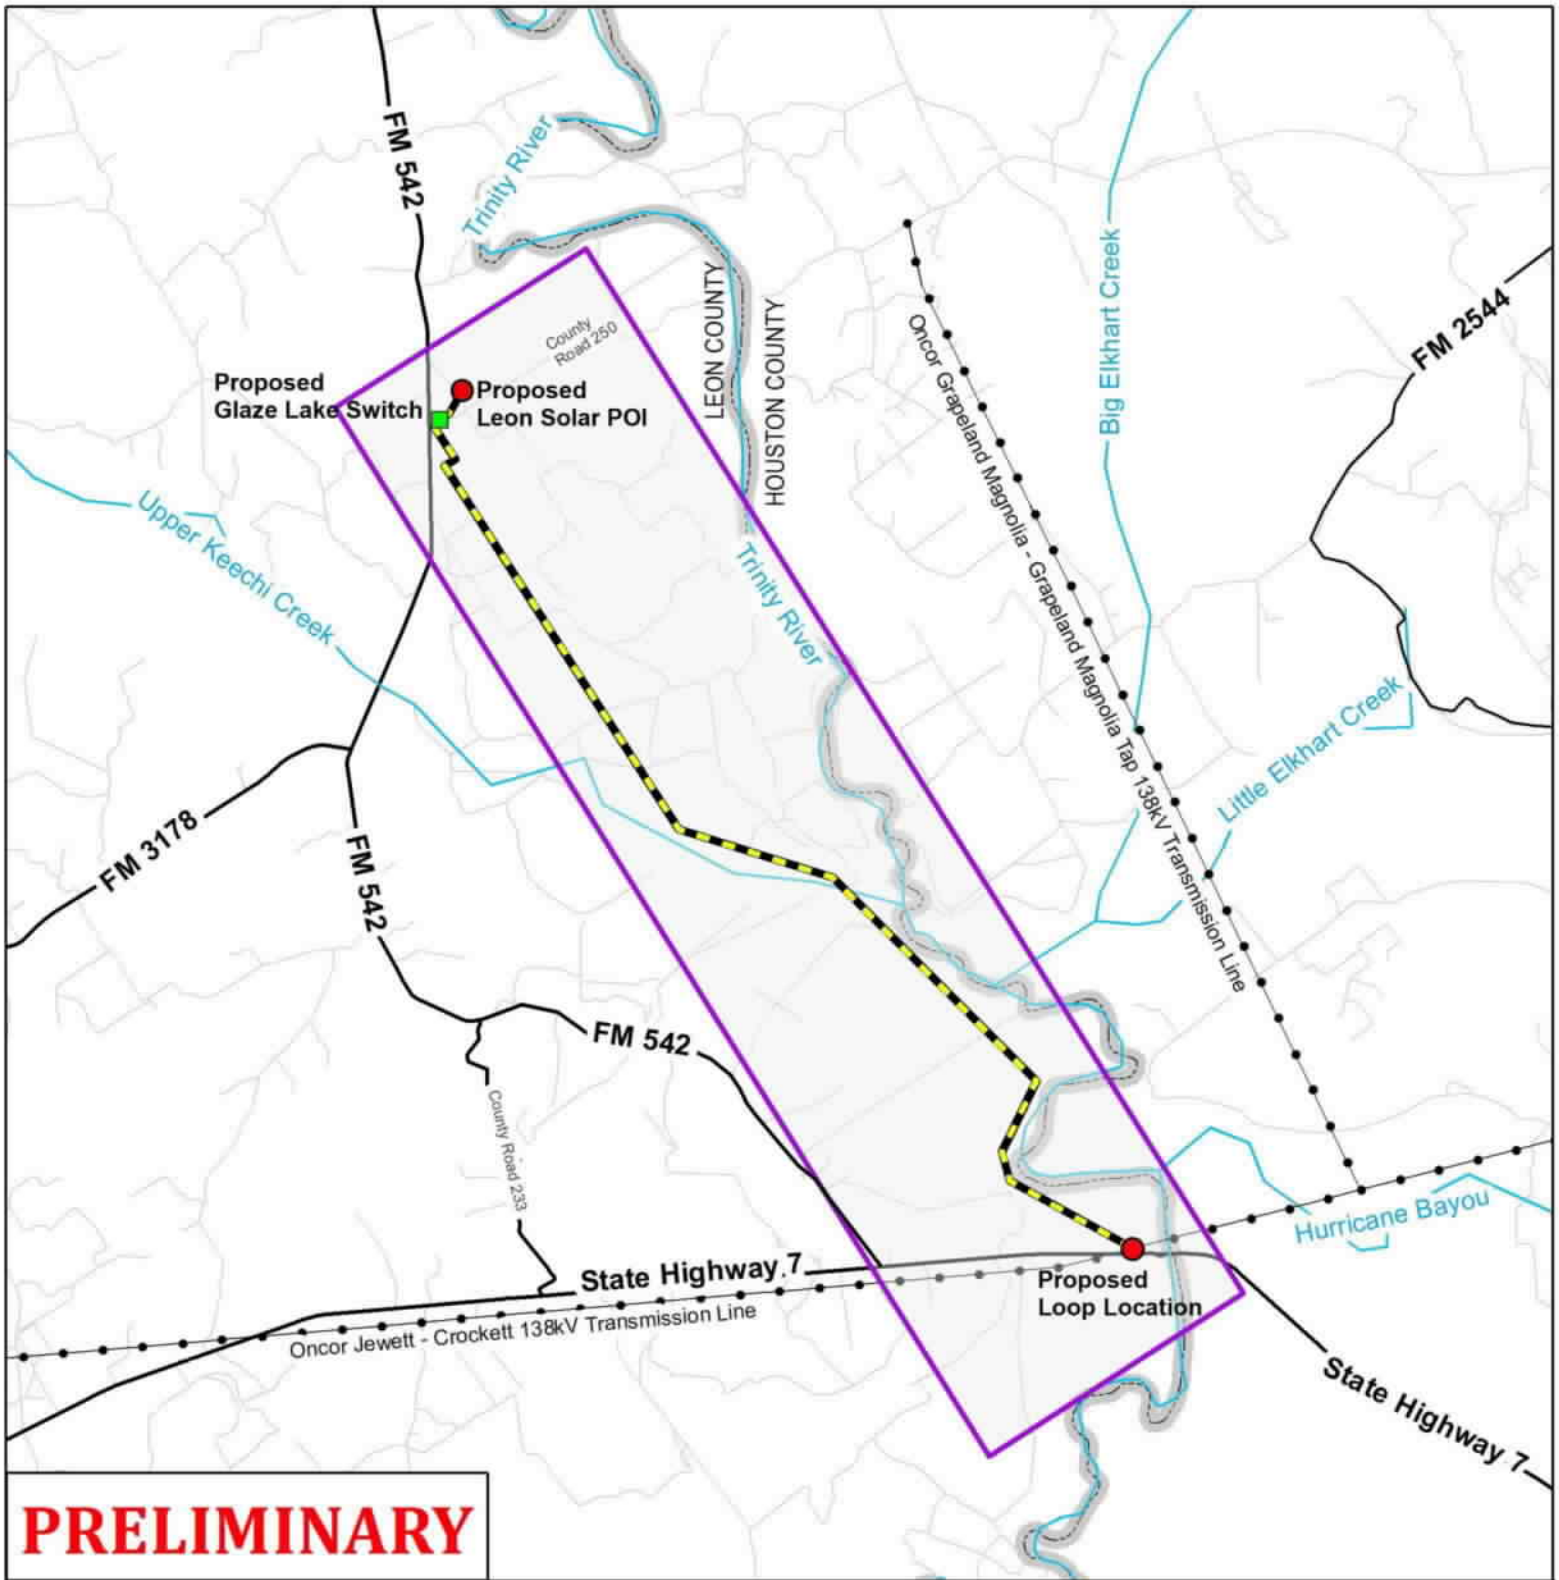 FM 542
Trinity River
Big Elkhart Creek
FM 2544
LEON COUNTY
HOUSTON COUNTY
County
Road 250
Oncor Grapeland Magnolia - Grapeland Magnolia Tap 138kV Transmission Line
Proposed
Glaze Lake Switch
Proposed
Leon Solar POI
Upper Keechi Creek
Trinity River
Little Elkhart Creek
FM 3178
FM 542
FM 542
County Road 233
Hurricane Bayou
State Highway 7
Proposed
Loop Location
Oncor Jewett - Crockett 138kV Transmission Line
State Highway 7
PRELIMINARY